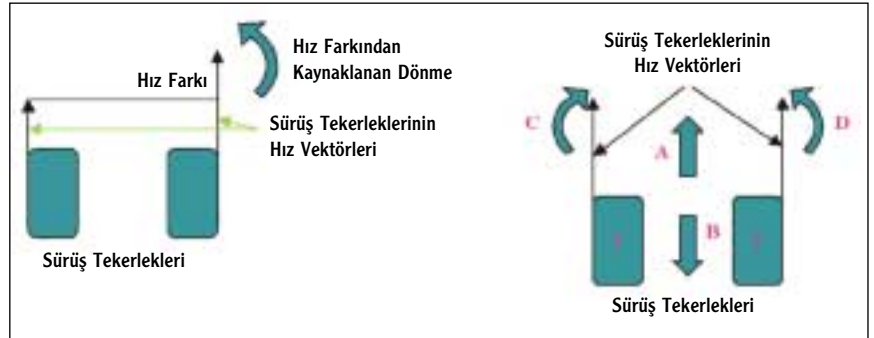 Hız Farkından
Kaynaklanan Dönme
Hız Farkı
Sürüş Tekerleklerinin
Hız Vektörleri
Sürüş Tekerlekleri
Sürüş Tekerleklerinin
Hız Vektörleri
C
D
A
B
Sürüş Tekerlekleri